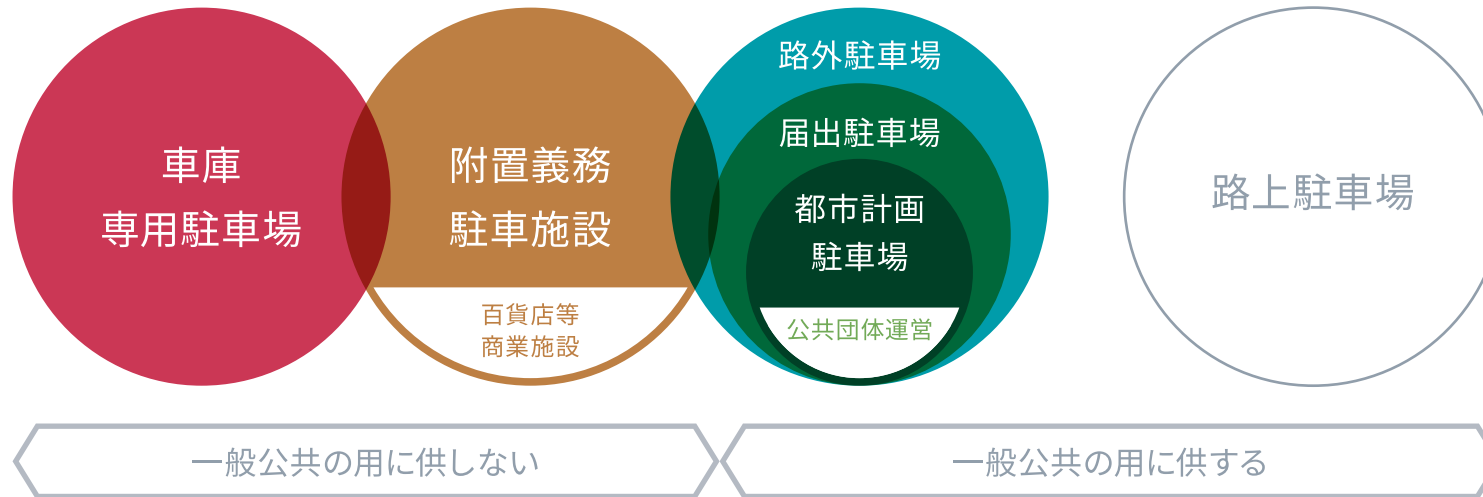 車庫
専用駐車場
附置義務
駐車施設
百貨店等
商業施設
路外駐車場
届出駐車場
都市計画
駐車場
公共団体運営
路上駐車場
一般公共の用に供しない
一般公共の用に供する